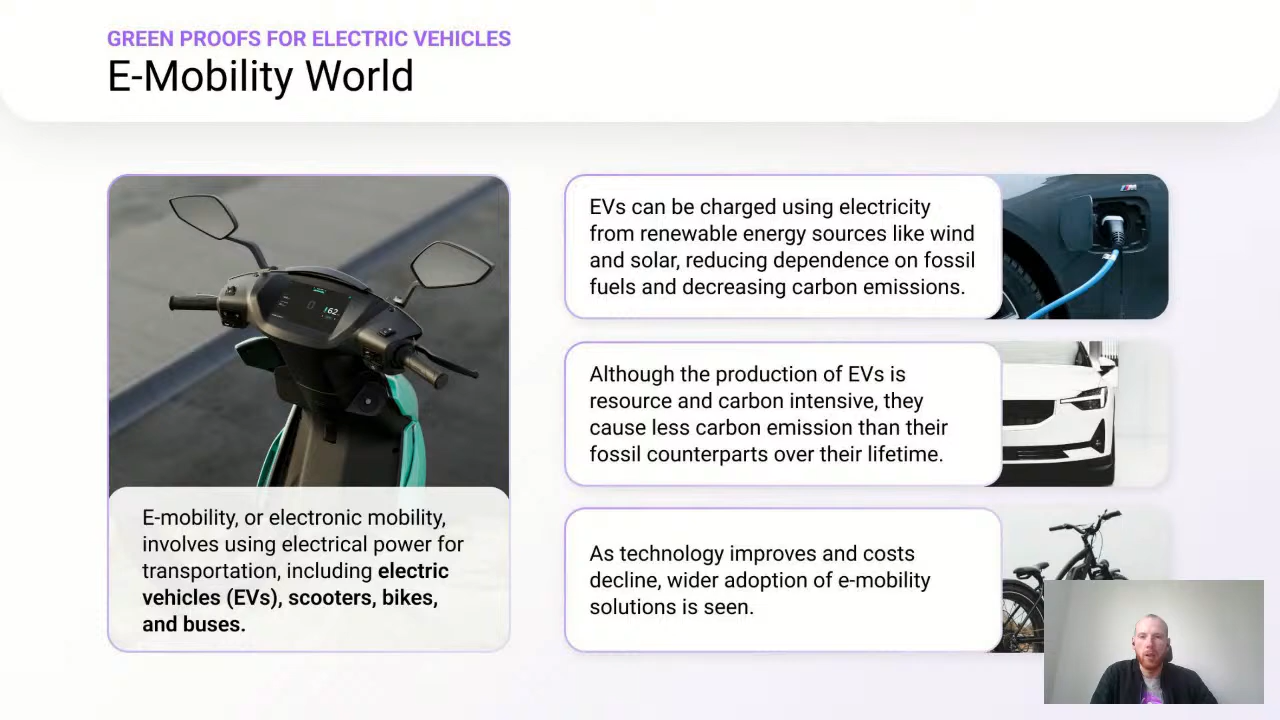 GREEN PROOFS FOR ELECTRIC VEHICLES
E-Mobility World
162
E-mobility, or electronic mobility,
involves using electrical power for
transportation, including electric
vehicles (EVs), scooters, bikes,
and buses.
EVs can be charged using electricity
from renewable energy sources like wind
and solar, reducing dependence on fossil
fuels and decreasing carbon emissions.
Although the production of EVs is
resource and carbon intensive, they
cause less carbon emission than their
fossil counterparts over their lifetime.
As technology improves and costs
decline, wider adoption of e-mobility
solutions is seen.